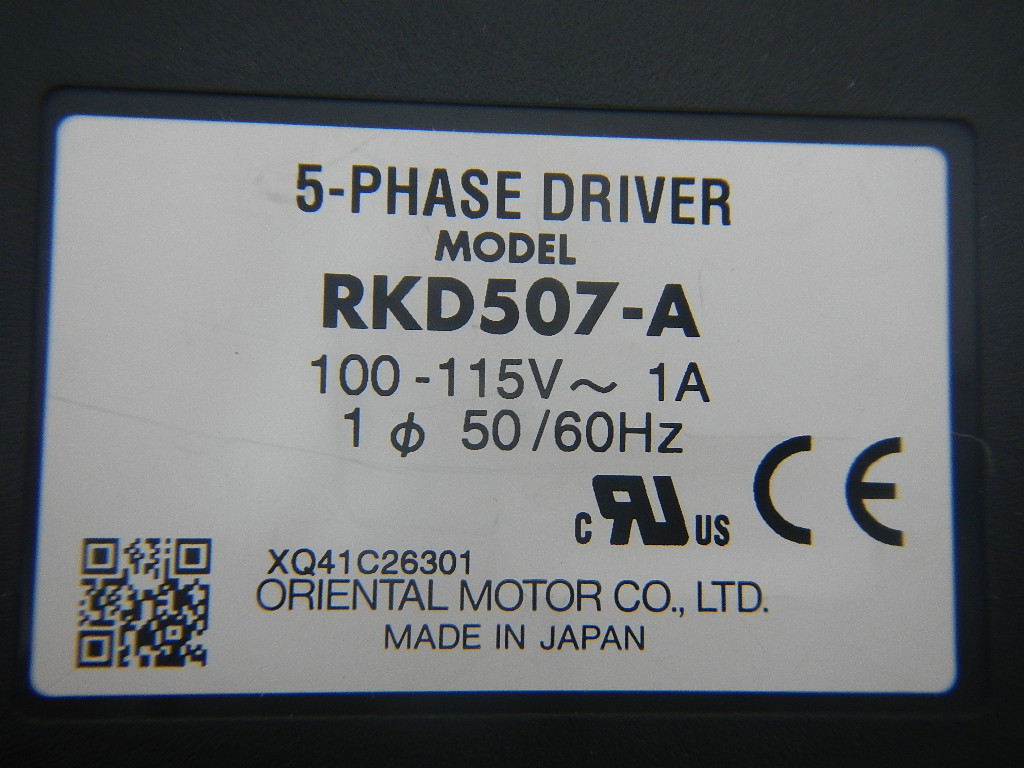 5-PHASE DRIVER
MODEL
RKD507-A
100-115V~ 1A
1 ϕ 50/60Hz
c RU US CE
XQ41C26301
ORIENTAL MOTOR CO., LTD.
MADE IN JAPAN